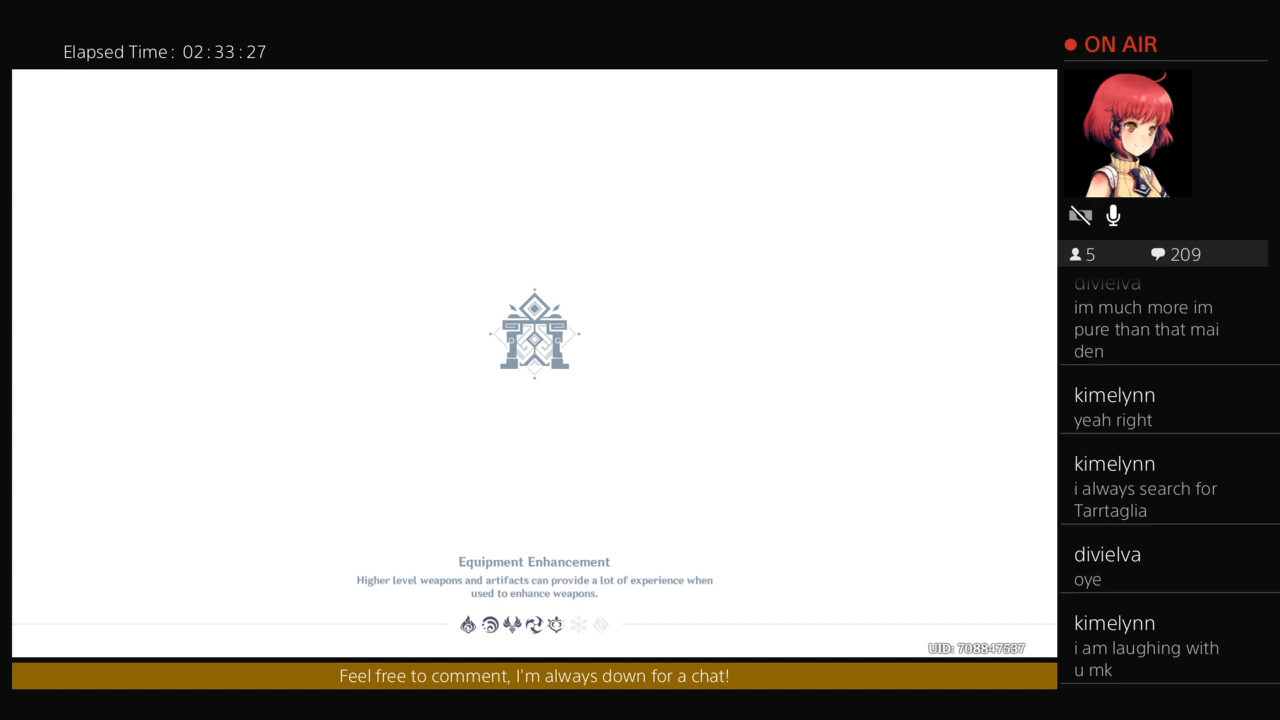 Elapsed Time: 02:33:27
ON AIR
5 209
divielva
im much more im
pure than that mai
den
kimelynn
yeah right
kimelynn
i always search for
Tarrtaglia
divielva
oye
kimelynn
i am laughing with
u mk
Equipment Enhancement
Higher level weapons and artifacts can provide a lot of experience when
used to enhance weapons.
UID: 708847537
Feel free to comment, I'm always down for a chat!